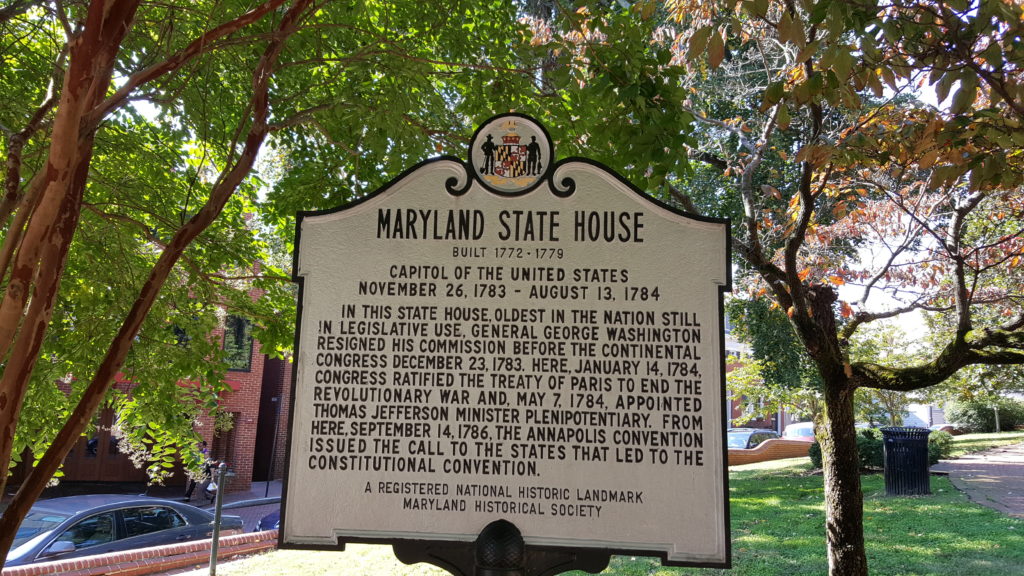 MARYLAND STATE HOUSE
BUILT 1772-1779
CAPITOL OF THE UNITED STATES
NOVEMBER 26, 1783 - AUGUST 13, 1784
IN THIS STATE HOUSE, OLDEST IN THE NATION STILL
IN LEGISLATIVE USE, GENERAL GEORGE WASHINGTON
RESIGNED HIS COMMISSION BEFORE THE CONTINENTAL
CONGRESS DECEMBER 23, 1783. HERE, JANUARY 14, 1784,
CONGRESS RATIFIED THE TREATY OF PARIS TO END THE
REVOLUTIONARY WAR AND, MAY 7, 1784, APPOINTED
THOMAS JEFFERSON MINISTER PLENIPOTENTIARY. FROM
HERE, SEPTEMBER 14, 1786, THE ANNAPOLIS CONVENTION
ISSUED THE CALL TO THE STATES THAT LED TO THE
CONSTITUTIONAL CONVENTION.
A REGISTERED NATIONAL HISTORIC LANDMARK
MARYLAND HISTORICAL SOCIETY